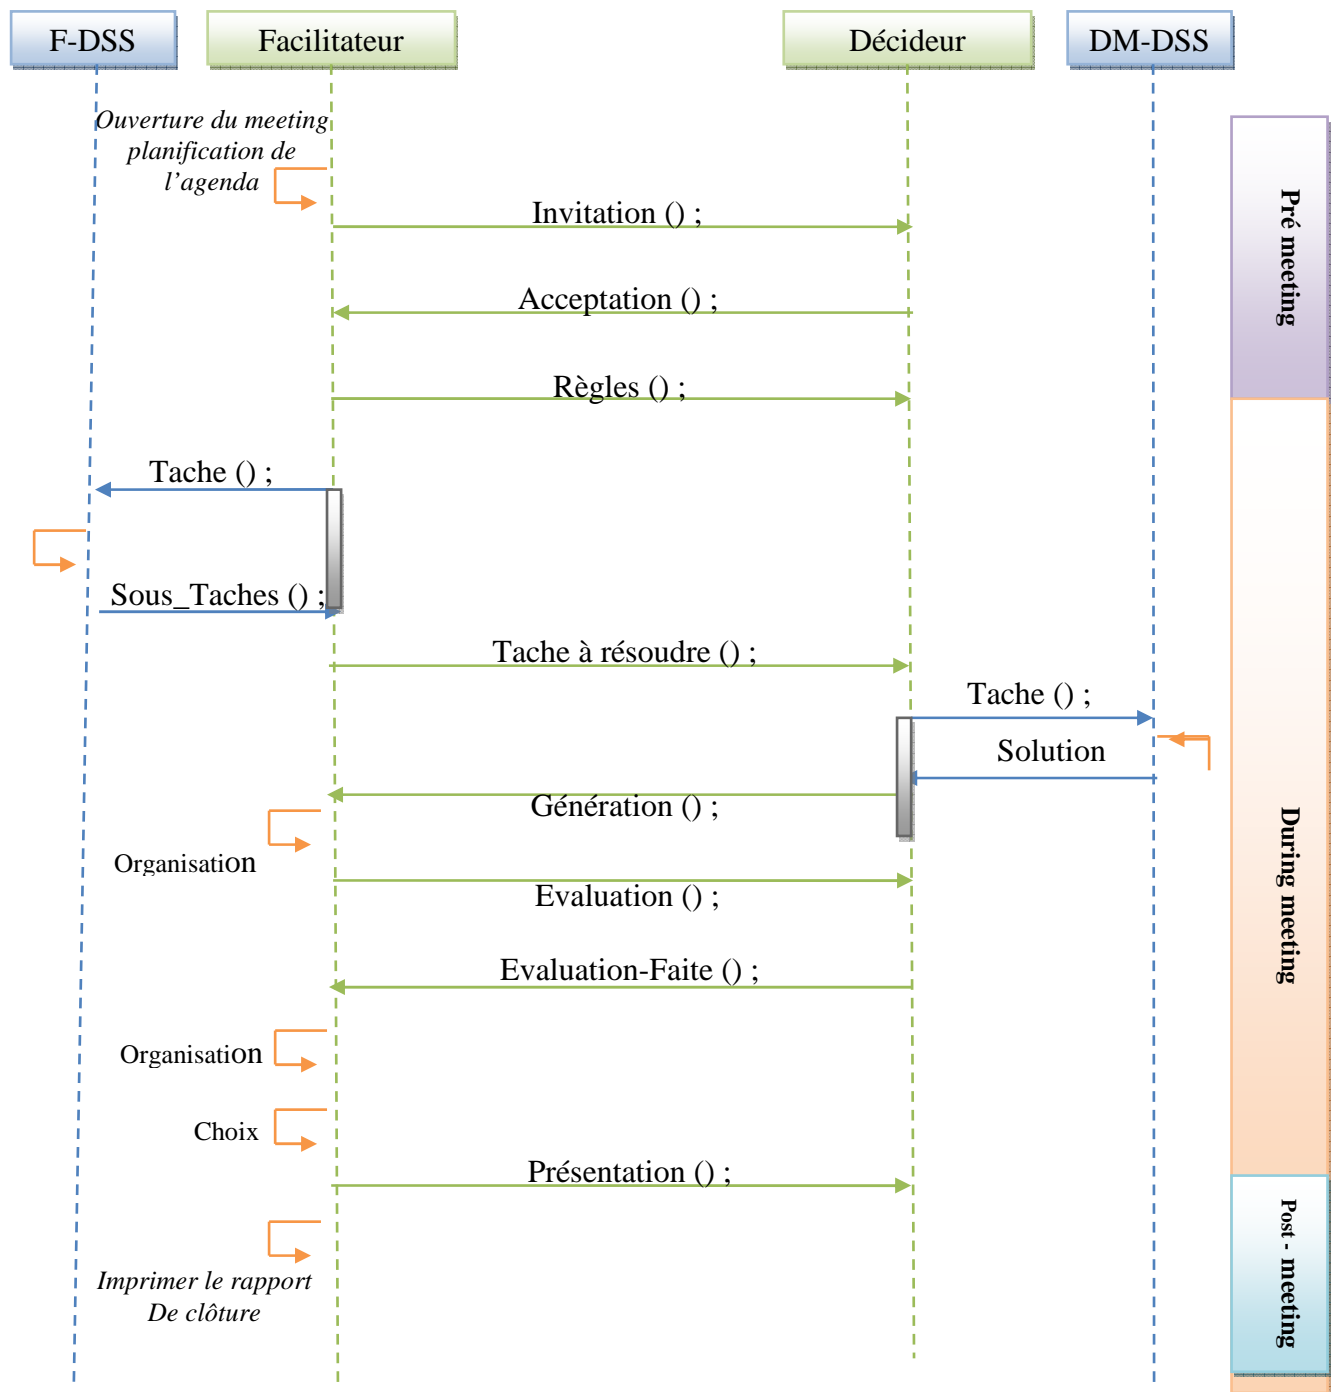 F-DSS
Facilitateur
Décideur
DM-DSS
Ouverture du meeting
planification de
l’agenda
Invitation () ;
Acceptation () ;
Règles () ;
Pré meeting
Tache () ;
Sous_Taches () ;
Tache à résoudre () ;
Tache () ;
Solution
Génération () ;
Organisation
Evaluation () ;
Evaluation-Faite () ;
Organisation
Choix
During meeting
Présentation () ;
Imprimer le rapport
De clôture
Post - meeting